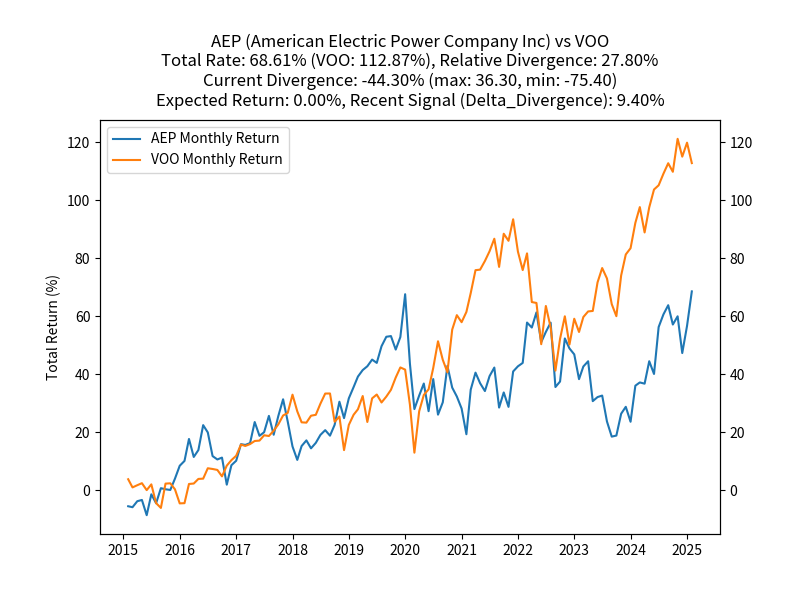 AEP (American Electric Power Company Inc) vs VOO
Total Rate: 68.61% (VOO: 112.87%), Relative Divergence: 27.80%
Current Divergence: -44.30% (max: 36.30, min: -75.40)
Expected Return: 0.00%, Recent Signal (Delta_Divergence): 9.40%
AEP Monthly Return
VOO Monthly Return
120 120
100 100
80 80
60 60
40 40
20 20
0 0
Total Return (%)
2015 2016 2017 2018 2019 2020 2021 2022 2023 2024 2025